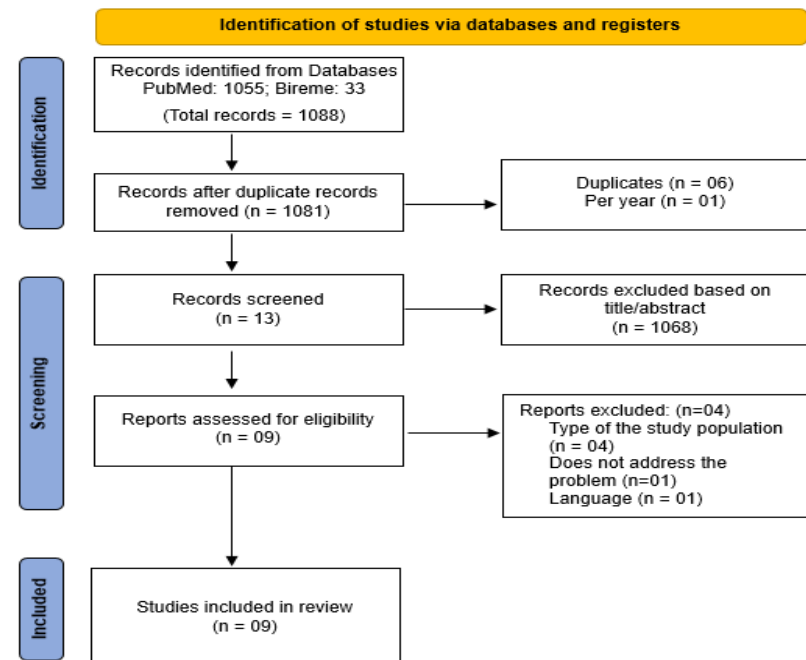 Identification of studies via databases and registers
Identification
Records identified from Databases
PubMed: 1055; Bireme: 33
(Total records = 1088)
Records after duplicate records
removed (n = 1081)
Duplicates (n = 06)
Per year (n = 01)
Screening
Records screened
(n = 13)
Records excluded based on
title/abstract
(n = 1068)
Reports assessed for eligibility
(n = 09)
Reports excluded: (n=04)
Type of the study population
(n = 04)
Does not address the
problem (n=01)
Language (n = 01)
Included
Studies included in review
(n = 09)